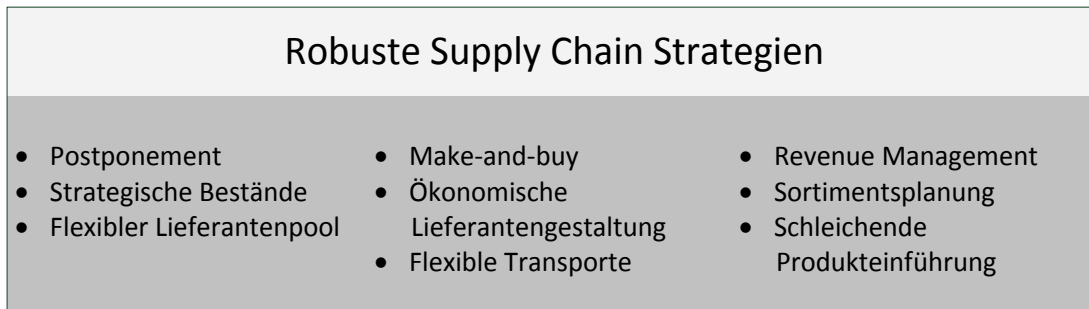 Robuste Supply Chain Strategien
• Postponement
• Strategische Bestände
• Flexibler Lieferantenpool
• Make-and-buy
• Ökonomische
Lieferantengestaltung
• Flexible Transporte
• Revenue Management
• Sortimentsplanung
• Schleichende
Produkteinführung